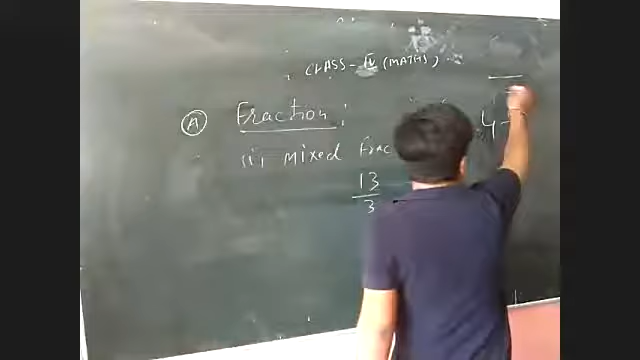 CLASS - IV (MATHS)
(A) Fraction :
(i), mixed Frac
13
3
4